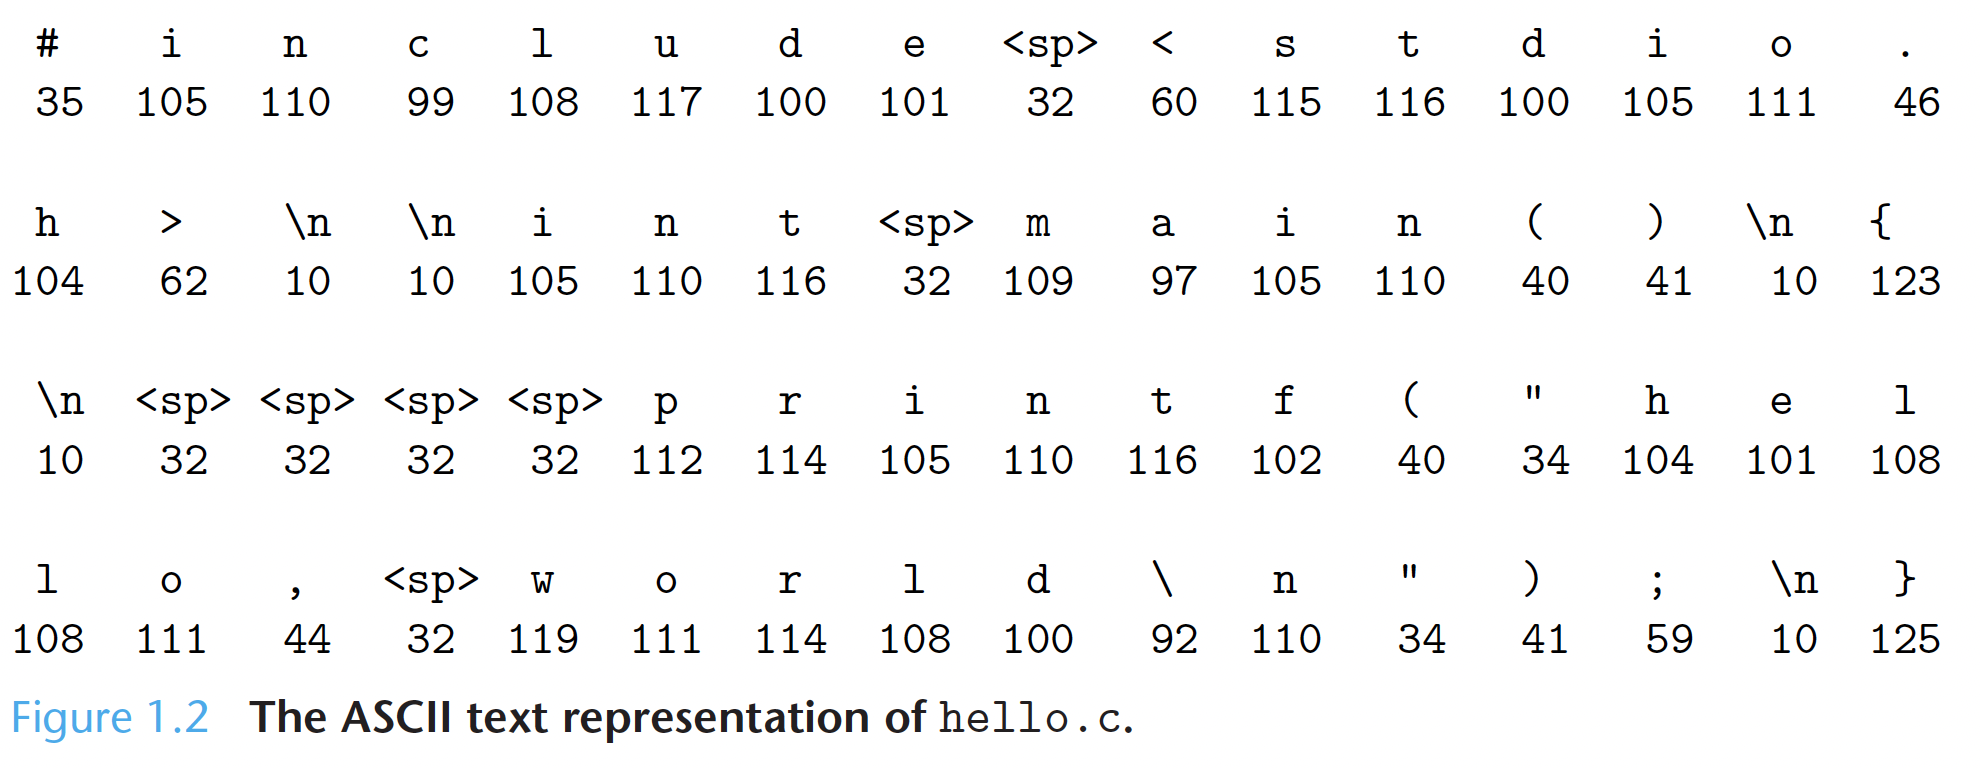 # i n c l u d e <sp> < s t d i o .
35 105 110 99 108 117 100 101 32 60 115 116 100 105 111 46
h > \n \n i n t <sp> m a i n ( ) \n {
104 62 10 10 105 110 116 32 109 97 105 110 40 41 10 123
\n <sp> <sp> <sp> <sp> p r i n t f ( " h e l
10 32 32 32 32 112 114 105 110 116 102 40 34 104 101 108
l o , <sp> w o r l d \ n " ) ; \n }
108 111 44 32 119 111 114 108 100 92 110 34 41 59 10 125
Figure 1.2 The ASCII text representation of hello.c.